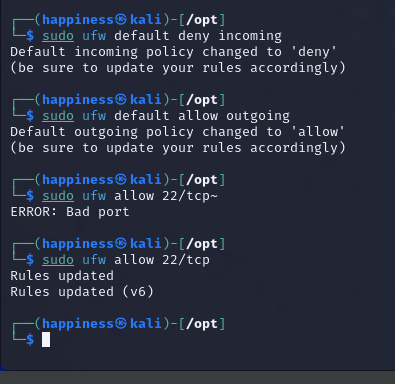 ┌──(happiness㉿kali)-[/opt]
└─$ sudo ufw default deny incoming
Default incoming policy changed to 'deny'
(be sure to update your rules accordingly)
┌──(happiness㉿kali)-[/opt]
└─$ sudo ufw default allow outgoing
Default outgoing policy changed to 'allow'
(be sure to update your rules accordingly)
┌──(happiness㉿kali)-[/opt]
└─$ sudo ufw allow 22/tcp~
ERROR: Bad port
┌──(happiness㉿kali)-[/opt]
└─$ sudo ufw allow 22/tcp
Rules updated
Rules updated (v6)
┌──(happiness㉿kali)-[/opt]
└─$